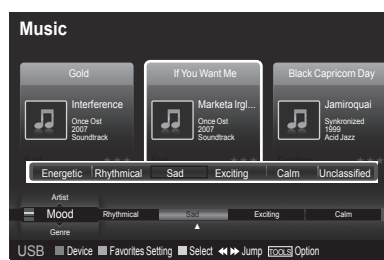 Music
Gold
Interference
Once Ost
2007
Soundtrack
If You Want Me
Marketa Irgl...
Once Ost
2007
Soundtrack
Black Capricorn Day
Jamiroquai
Synkronized
1999
Acid Jazz
Energetic Rhythmical Sad Exciting Calm Unclassified
Artist
Mood Rhythmical Sad Exciting Calm
Genre
USB Device Favorites Setting Select Jump TOOLS Option